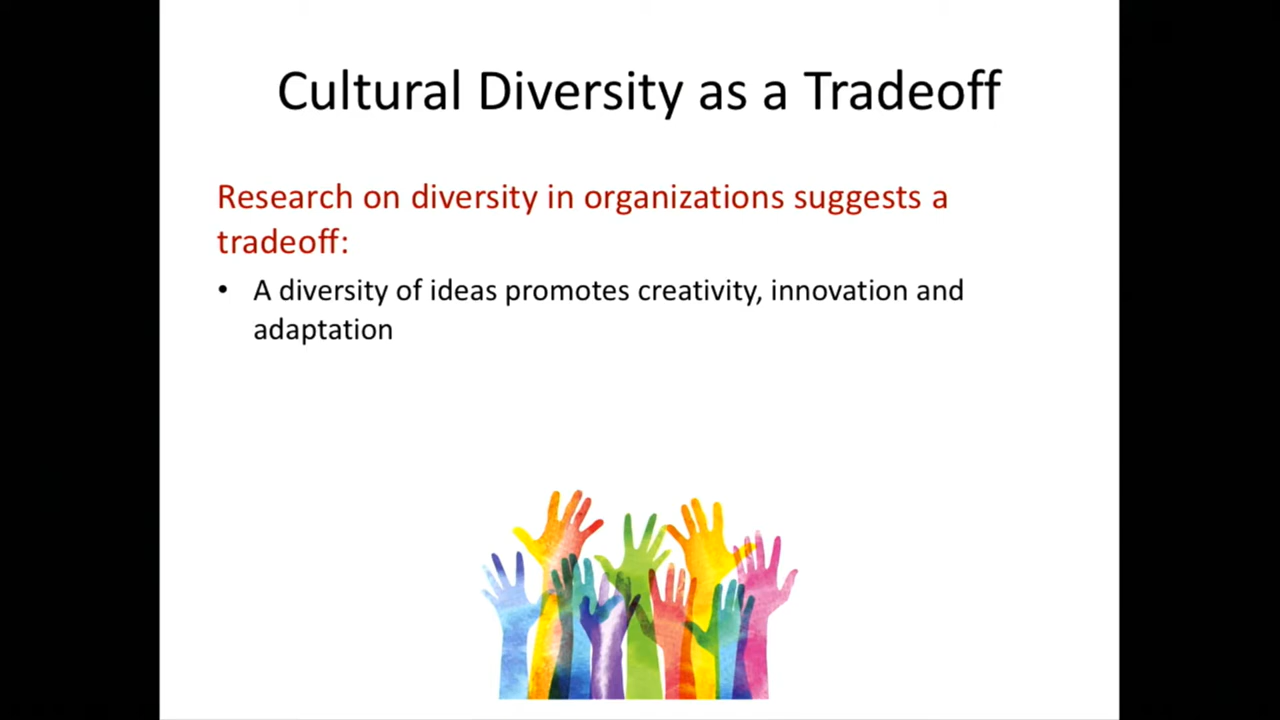 Cultural Diversity as a Tradeoff
Research on diversity in organizations suggests a
tradeoff:
• A diversity of ideas promotes creativity, innovation and
adaptation